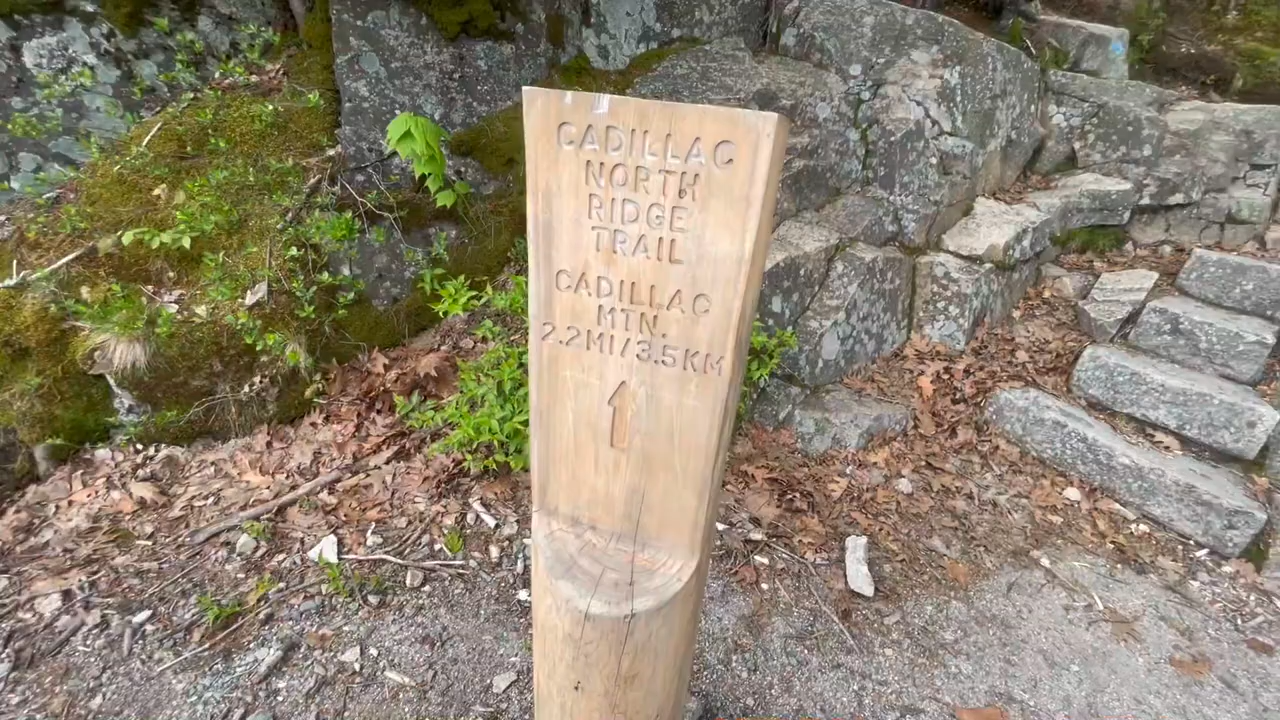 CADILLAC
NORTH
RIDGE
TRAIL
CADILLAC
MTN.
2.2MI/3.5KM